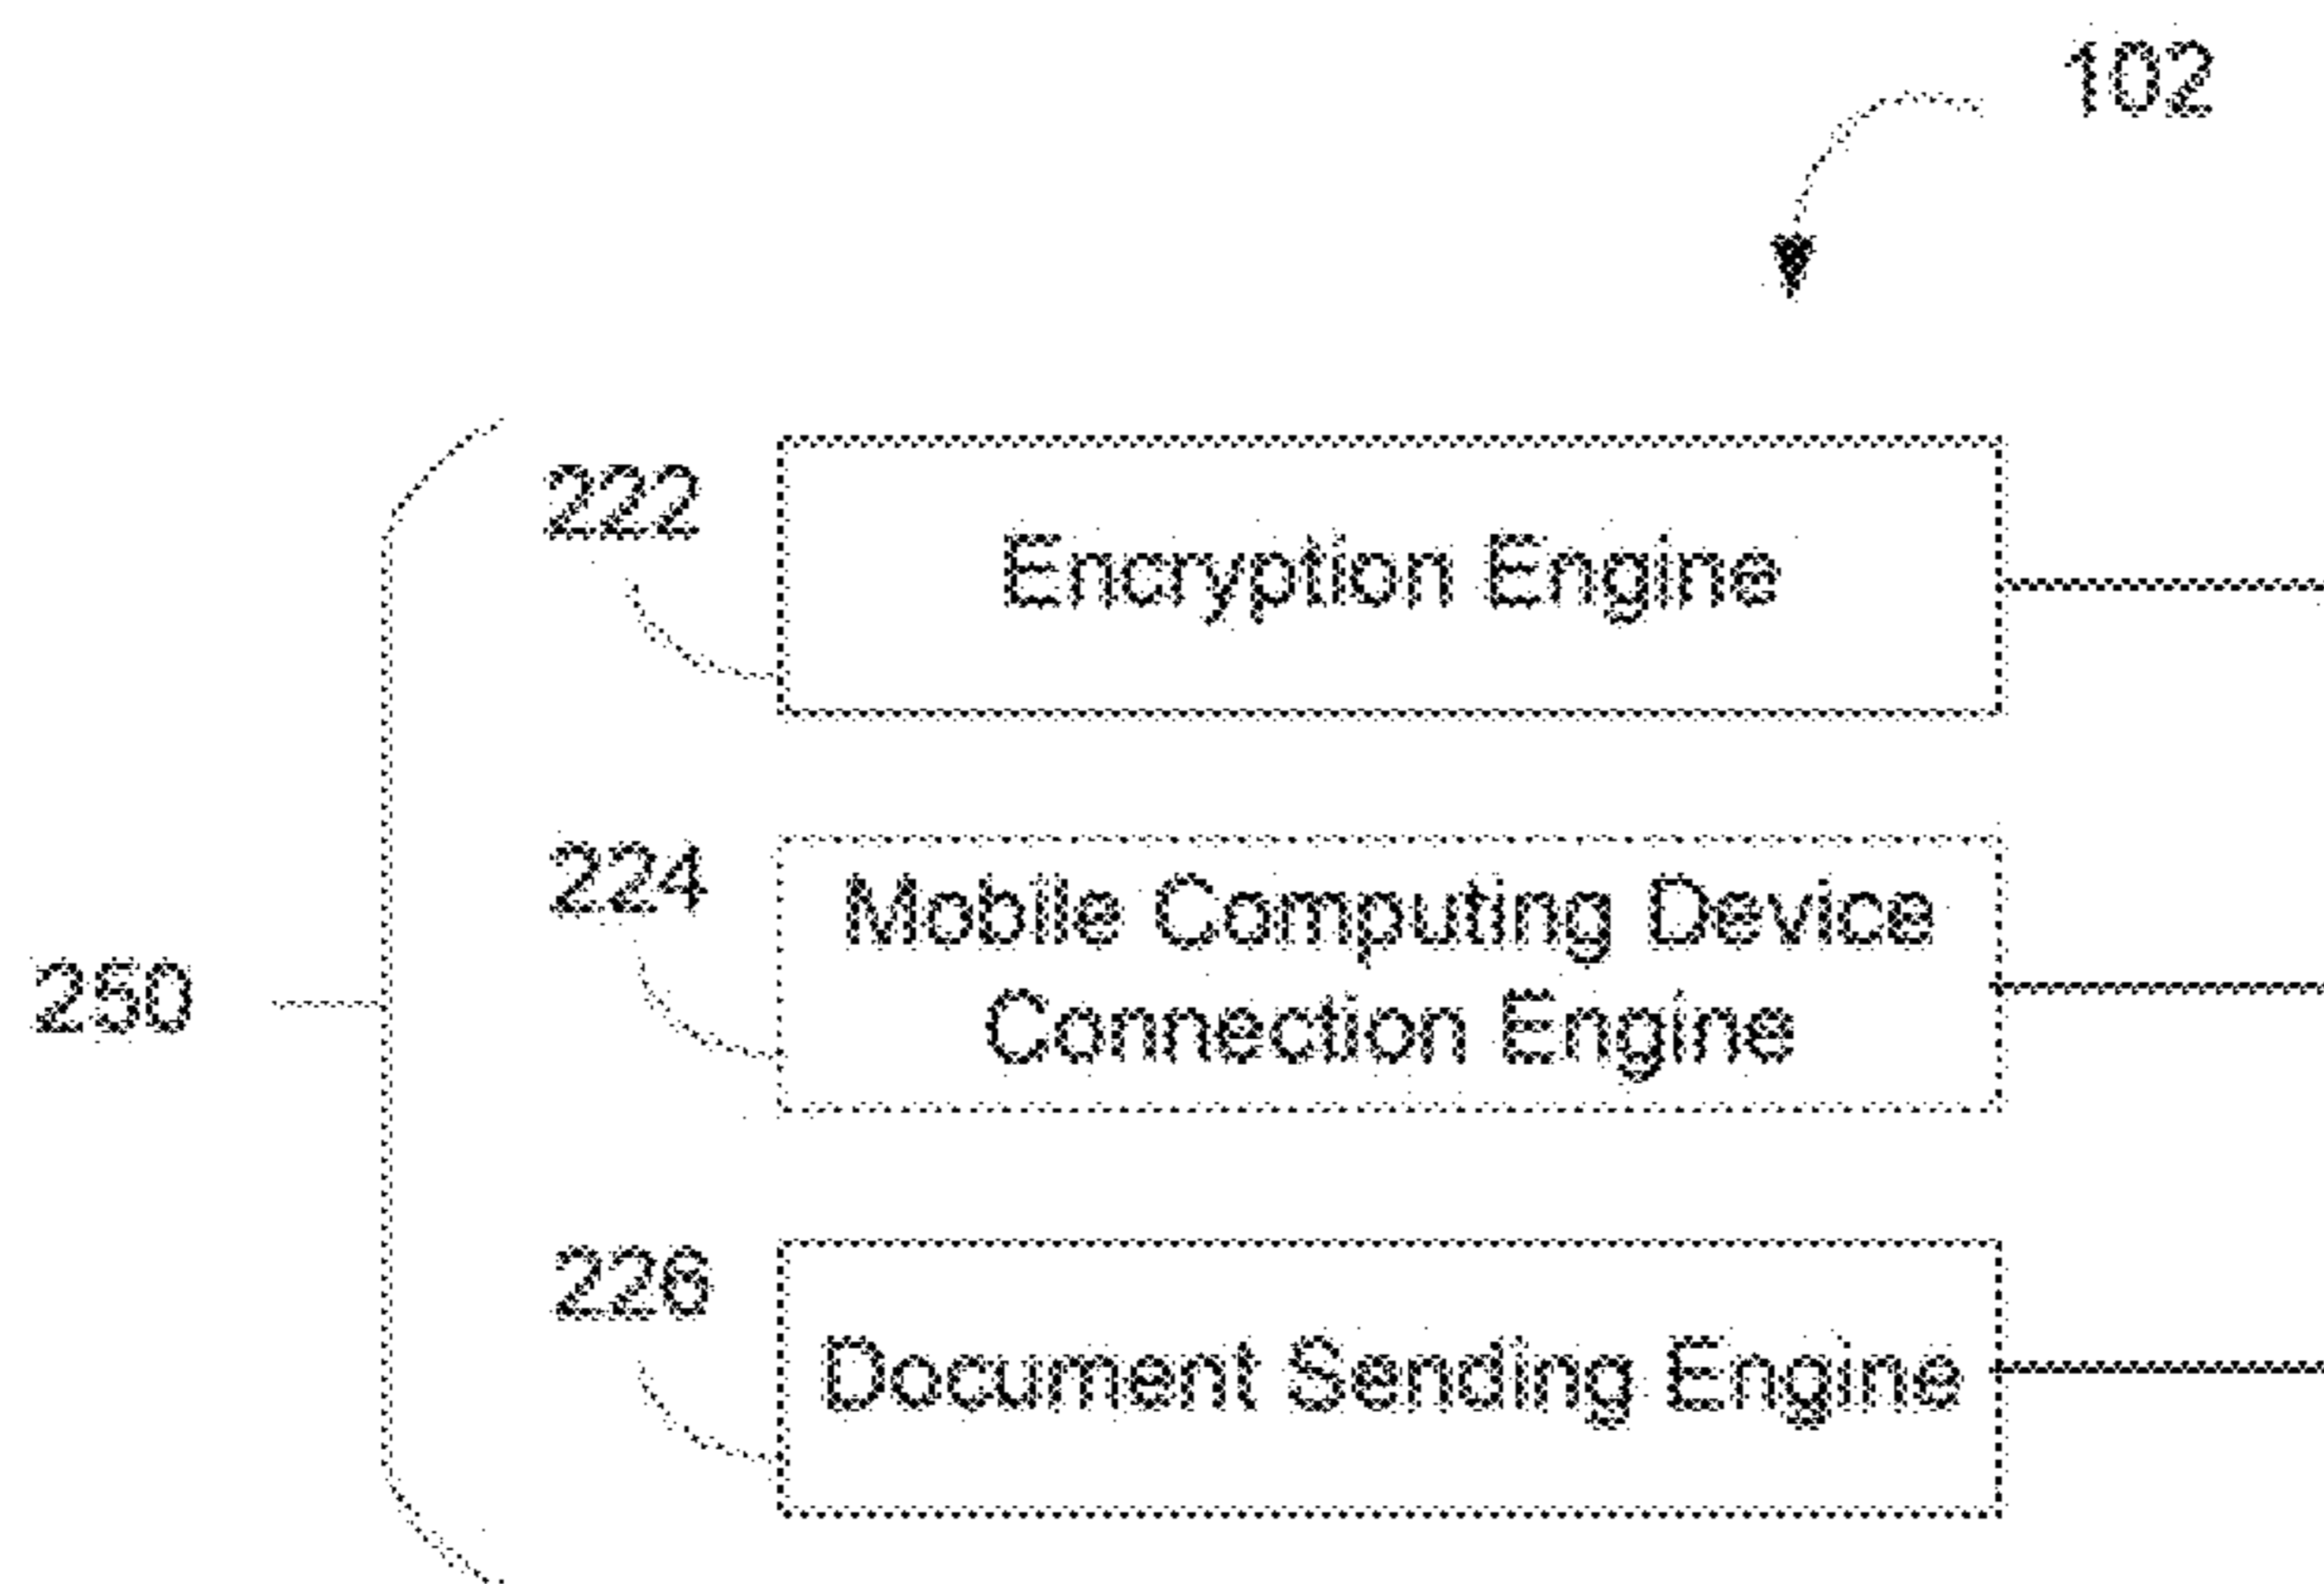 102
222
Encryption Engine
224
Mobile Computing Device
Connection Engine
250
226
Document Sending Engine